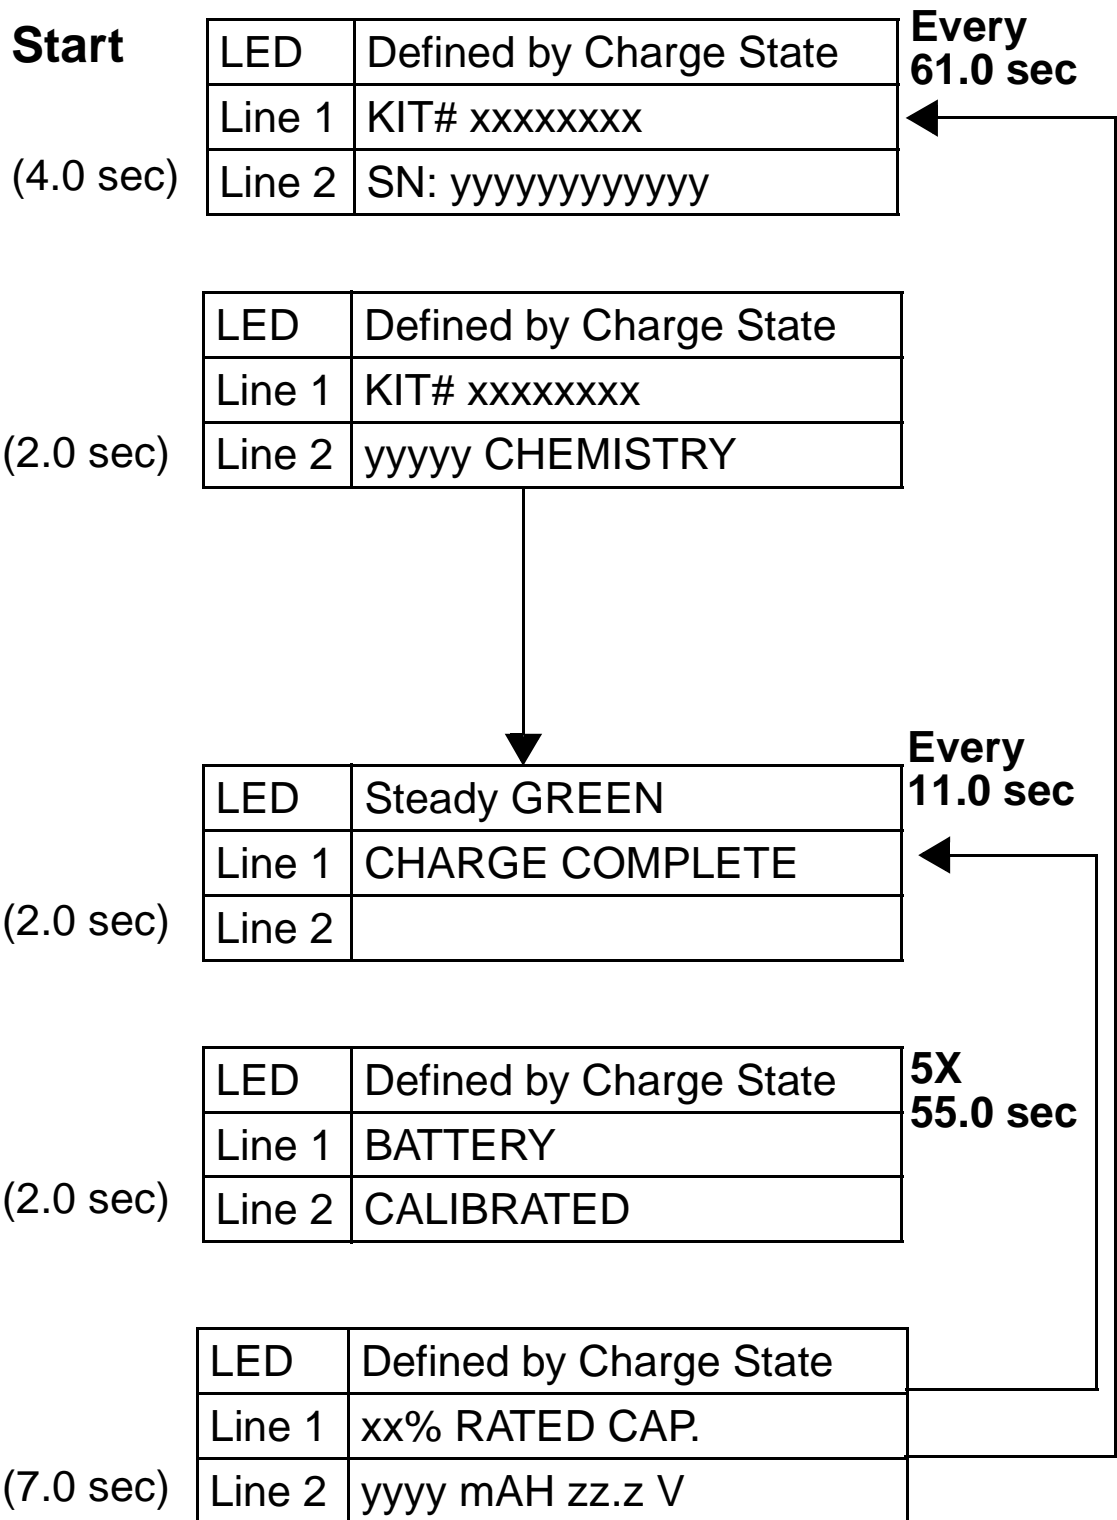 Start
LED Defined by Charge State
Every
61.0 sec
Line 1 KIT# xxxxxxxx
(4.0 sec)
Line 2 SN: yyyyyyyyyyyy
LED Defined by Charge State
Line 1 KIT# xxxxxxxx
(2.0 sec)
Line 2 yyyyy CHEMISTRY
Every
11.0 sec
LED Steady GREEN
Line 1 CHARGE COMPLETE
(2.0 sec)
Line 2
LED Defined by Charge State
5X
55.0 sec
Line 1 BATTERY
(2.0 sec)
Line 2 CALIBRATED
LED Defined by Charge State
Line 1 xx% RATED CAP.
(7.0 sec)
Line 2 yyyy mAH zz.z V